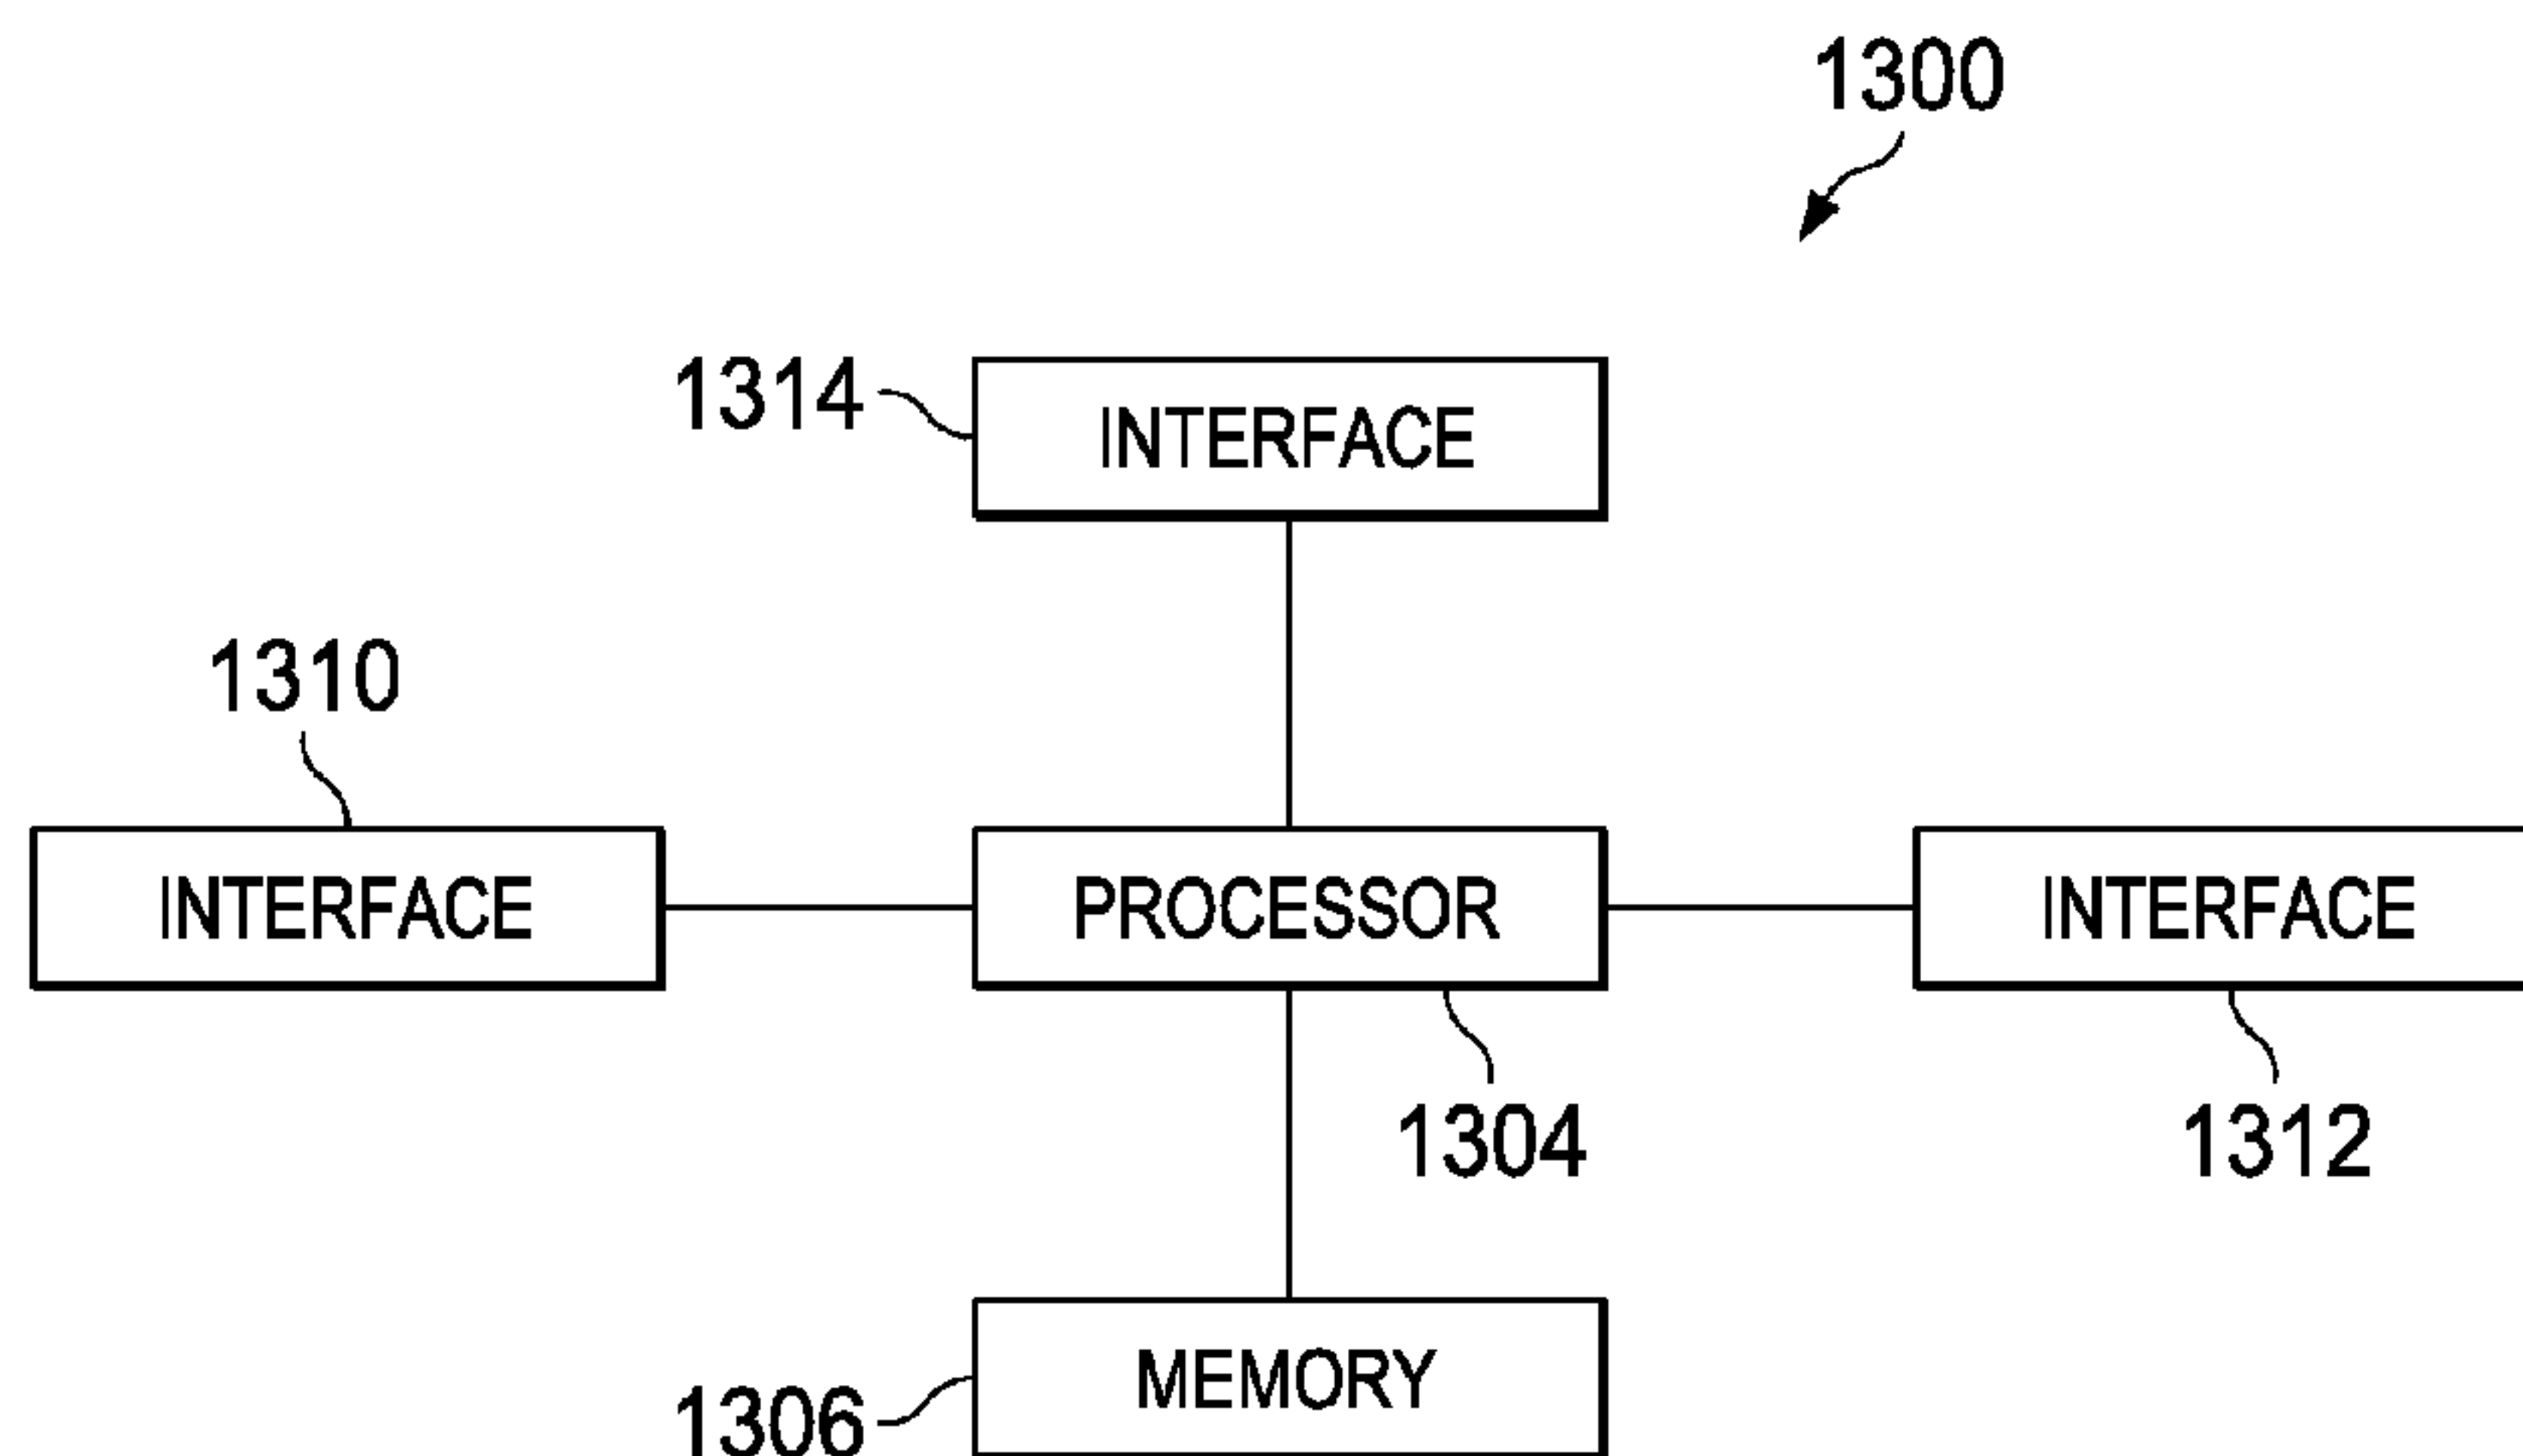 1300
1314
INTERFACE
1310
INTERFACE
PROCESSOR
INTERFACE
1304
1312
MEMORY
1306